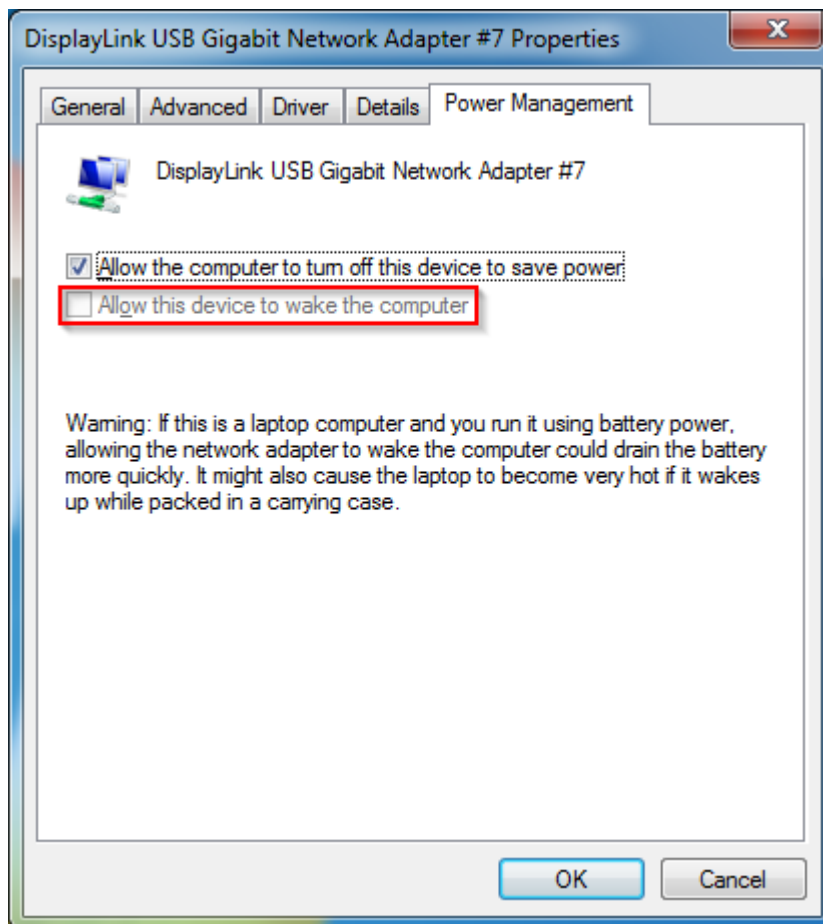 DisplayLink USB Gigabit Network Adapter #7 Properties
General Advanced Driver Details Power Management
DisplayLink USB Gigabit Network Adapter #7
Allow the computer to turn off this device to save power
Allow this device to wake the computer
Warning: If this is a laptop computer and you run it using battery power,
allowing the network adapter to wake the computer could drain the battery
more quickly. It might also cause the laptop to become very hot if it wakes
up while packed in a carrying case.
OK Cancel